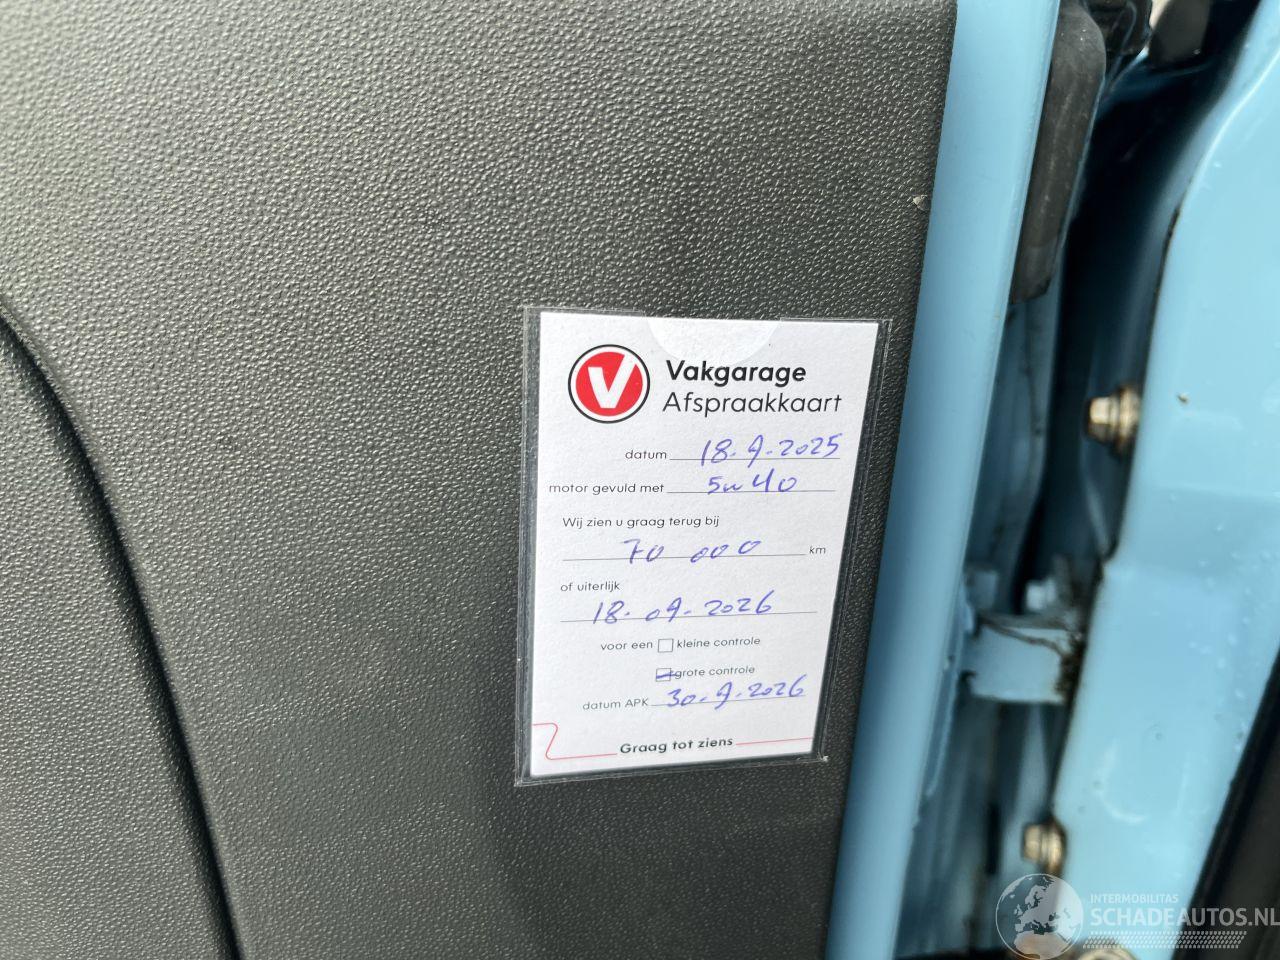 V
Vakgarage
Afspraakkaart
datum 18-9-2025
motor gevuld met 5w40
Wij zien u graag terug bij
70 000 km
of uiterlijk
18-09-2026
voor een kleine controle
grote controle
datum APK 30-9-2026
Graag tot ziens
INTERMOBILITAS
SCHADEAUTOS.NL